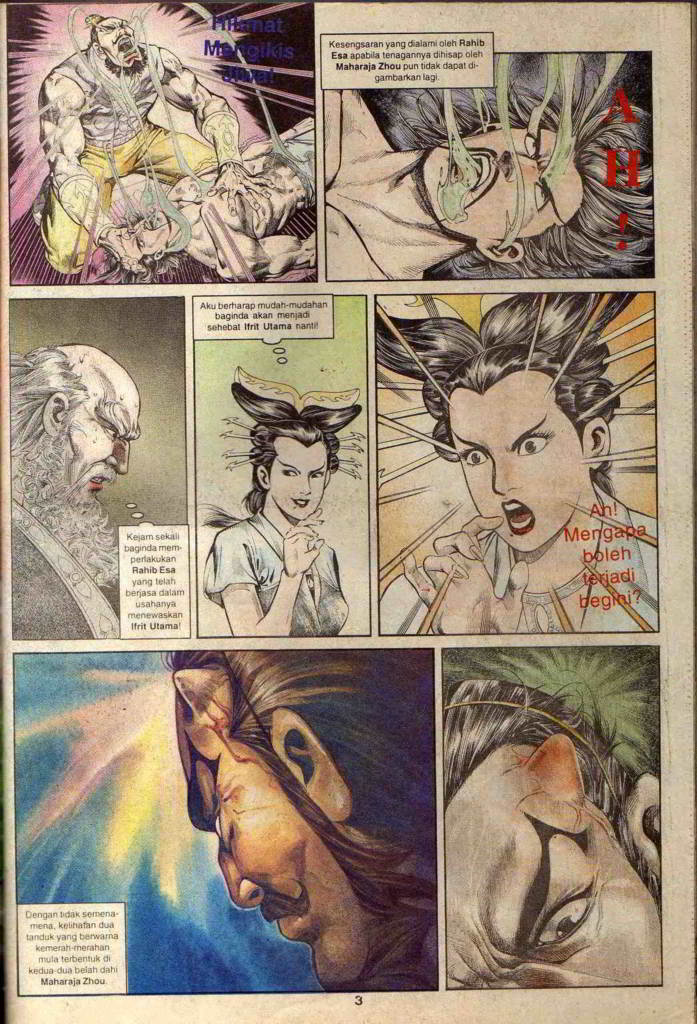 Hikmat
Mengikis
Jiwa!
Kesengsaran yang dialami oleh Rahib
Esa apabila tenagannya dihisap oleh
Maharaja Zhou pun tidak dapat di-
gambarkan lagi.
AH!
Kejam sekali
baginda mem-
perlakukan
Rahib Esa
yang telah
berjasa dalam
usahanya
menewaskan
Ifrit Utama!
Aku berharap mudah-mudahan
baginda akan menjadi
sehebat Ifrit Utama nanti!
Ah!
Mengapa
boleh
terjadi
begini?
Dengan tidak semena-
mena, kelihatan dua
tanduk yang berwarna
kemerah-merahan
mula terbentuk di
kedua-dua belah dahi
Maharaja Zhou.
3